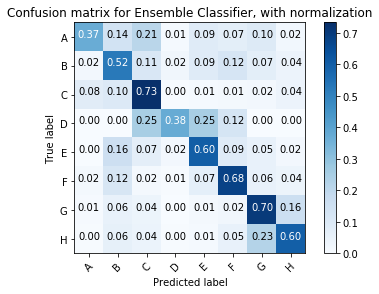 Confusion matrix for Ensemble Classifier, with normalization
A 0.37 0.14 0.21 0.01 0.09 0.07 0.10 0.02
B 0.02 0.52 0.11 0.02 0.09 0.12 0.07 0.04
C 0.08 0.10 0.73 0.00 0.01 0.01 0.02 0.04
D 0.00 0.00 0.25 0.38 0.25 0.12 0.00 0.00
E 0.00 0.16 0.07 0.02 0.60 0.09 0.05 0.02
F 0.02 0.12 0.02 0.01 0.07 0.68 0.06 0.04
G 0.01 0.06 0.04 0.00 0.01 0.02 0.70 0.16
H 0.00 0.06 0.04 0.00 0.01 0.05 0.23 0.60
True label
A B C D E F G H
Predicted label
0.7
0.6
0.5
0.4
0.3
0.2
0.1
0.0